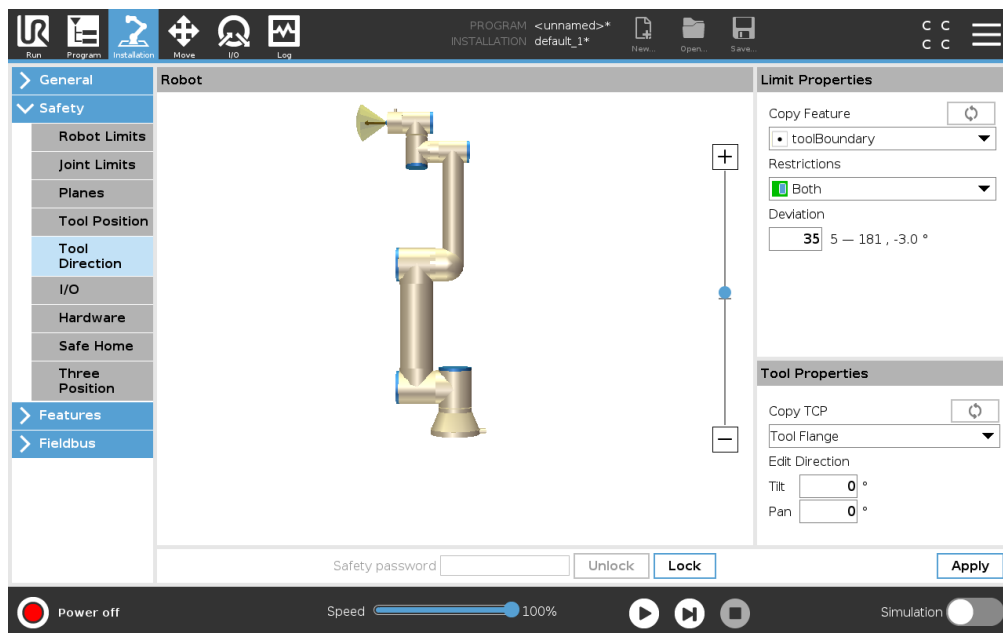 UR
Run
Program
Installation
Move
I/O
Log
PROGRAM <unnamed>*
INSTALLATION default_1*
New...
Open...
Save...
C C
C C
General
Safety
Robot Limits
Joint Limits
Planes
Tool Position
Tool
Direction
I/O
Hardware
Safe Home
Three
Position
Features
Fieldbus
Robot
+
−
Limit Properties
Copy Feature
toolBoundary
Restrictions
Both
Deviation
35 5 — 181 , -3.0 °
Tool Properties
Copy TCP
Tool Flange
Edit Direction
Tilt 0 °
Pan 0 °
Safety password Unlock Lock
Apply
Power off
Speed 100%
Simulation